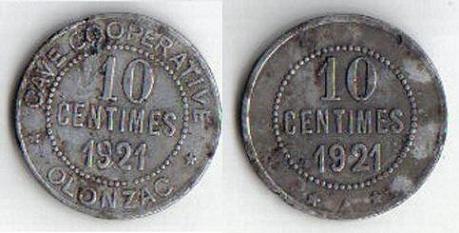 CAVE COOPERATIVE
10
CENTIMES
1921
OLONZAC
10
CENTIMES
1921